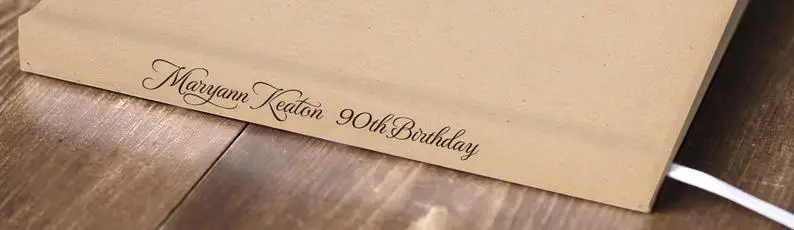 Maryann Keaton 90th Birthday